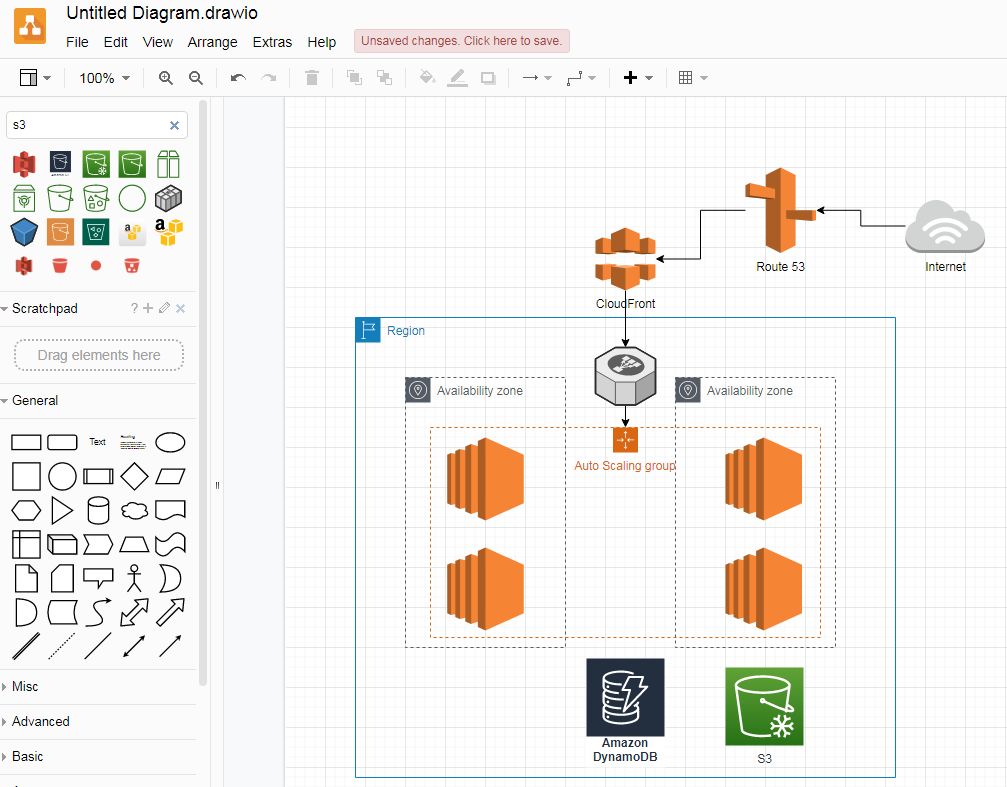 Untitled Diagram.drawio
File Edit View Arrange Extras Help Unsaved changes. Click here to save.
100%
s3
Scratchpad ?
Drag elements here
General
Text
Heading
Misc
Advanced
Basic
Route 53
Internet
CloudFront
Region
Availability zone
Availability zone
Auto Scaling group
Amazon
DynamoDB
S3